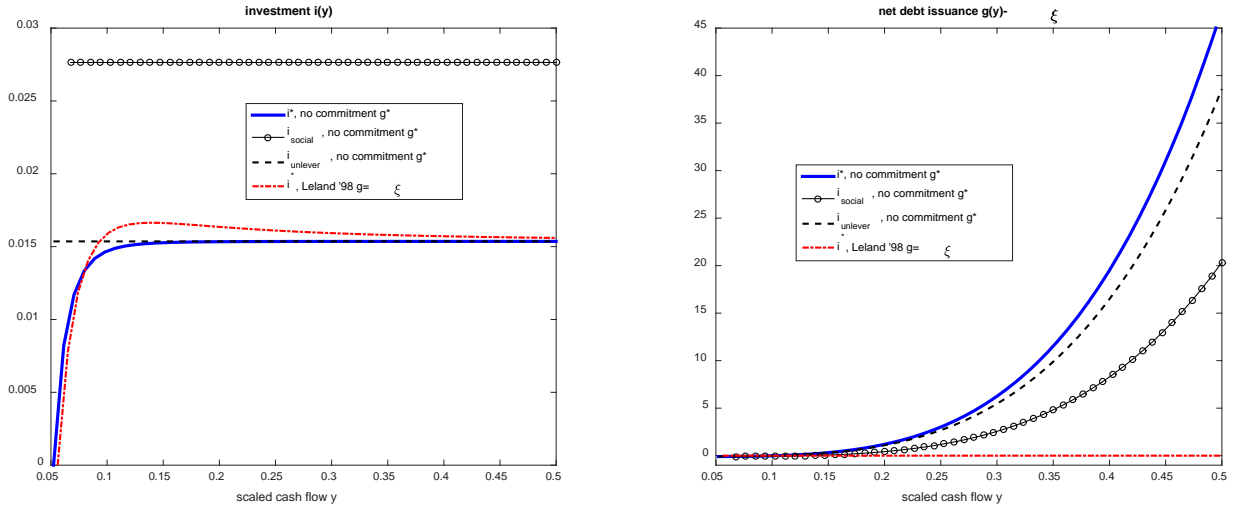 investment i(y)
0.03
0.025
0.02
0.015
0.01
0.005
0
0.05 0.1 0.15 0.2 0.25 0.3 0.35 0.4 0.45 0.5
scaled cash flow y
i*, no commitment g*
i social , no commitment g*
i unlever , no commitment g*
i*, Leland '98 g= ξ
net debt issuance g(y)- ξ
45
40
35
30
25
20
15
10
5
0
0.05 0.1 0.15 0.2 0.25 0.3 0.35 0.4 0.45 0.5
scaled cash flow y
i*, no commitment g*
i social , no commitment g*
i unlever , no commitment g*
i*, Leland '98 g= ξ